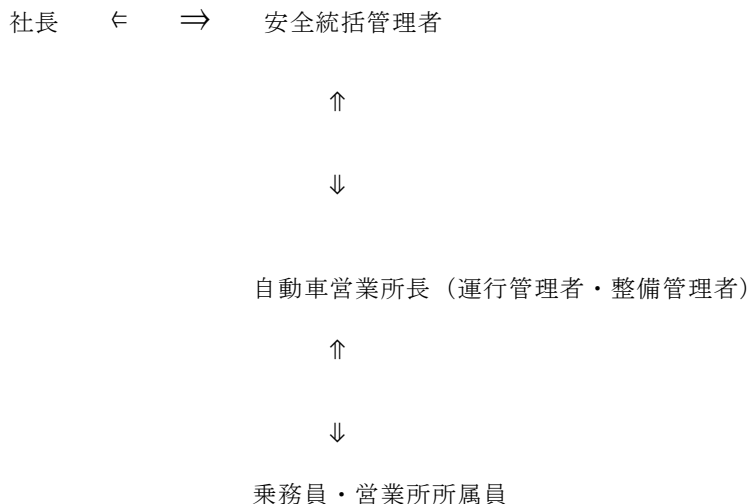 社長 ⇐ ⇒ 安全統括管理者
⇑
⇓
自動車営業所長（運行管理者・整備管理者）
⇑
⇓
乗務員・営業所所属員